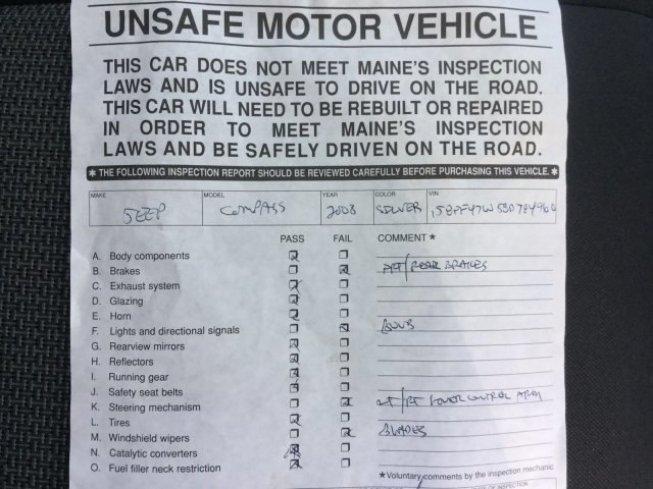 UNSAFE MOTOR VEHICLE
THIS CAR DOES NOT MEET MAINE'S INSPECTION
LAWS AND IS UNSAFE TO DRIVE ON THE ROAD.
THIS CAR WILL NEED TO BE REBUILT OR REPAIRED
IN ORDER TO MEET MAINE'S INSPECTION
LAWS AND BE SAFELY DRIVEN ON THE ROAD.
* THE FOLLOWING INSPECTION REPORT SHOULD BE REVIEWED CAREFULLY BEFORE PURCHASING THIS VEHICLE. *
MAKE MODEL YEAR COLOR VIN
JEEP COMPASS 2008 SILVER
PASS FAIL COMMENT *
A. Body components
B. Brakes REAR BRAKES
C. Exhaust system
D. Glazing
E. Horn
F. Lights and directional signals
G. Rearview mirrors
H. Reflectors
I. Running gear
J. Safety seat belts
K. Steering mechanism LOWER CONTROL ARM
L. Tires
M. Windshield wipers BLADES
N. Catalytic converters
O. Fuel filler neck restriction
*Voluntary comments by the inspection mechanic